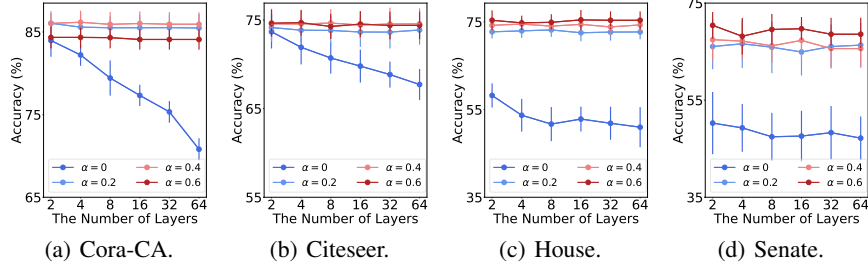 Accuracy (%)
85
75
65
α = 0
α = 0.2
α = 0.4
α = 0.6
2 4 8 16 32 64
The Number of Layers
(a) Cora-CA.
Accuracy (%)
75
65
55
α = 0
α = 0.2
α = 0.4
α = 0.6
2 4 8 16 32 64
The Number of Layers
(b) Citeseer.
Accuracy (%)
75
55
35
α = 0
α = 0.2
α = 0.4
α = 0.6
2 4 8 16 32 64
The Number of Layers
(c) House.
Accuracy (%)
75
55
35
α = 0
α = 0.2
α = 0.4
α = 0.6
2 4 8 16 32 64
The Number of Layers
(d) Senate.